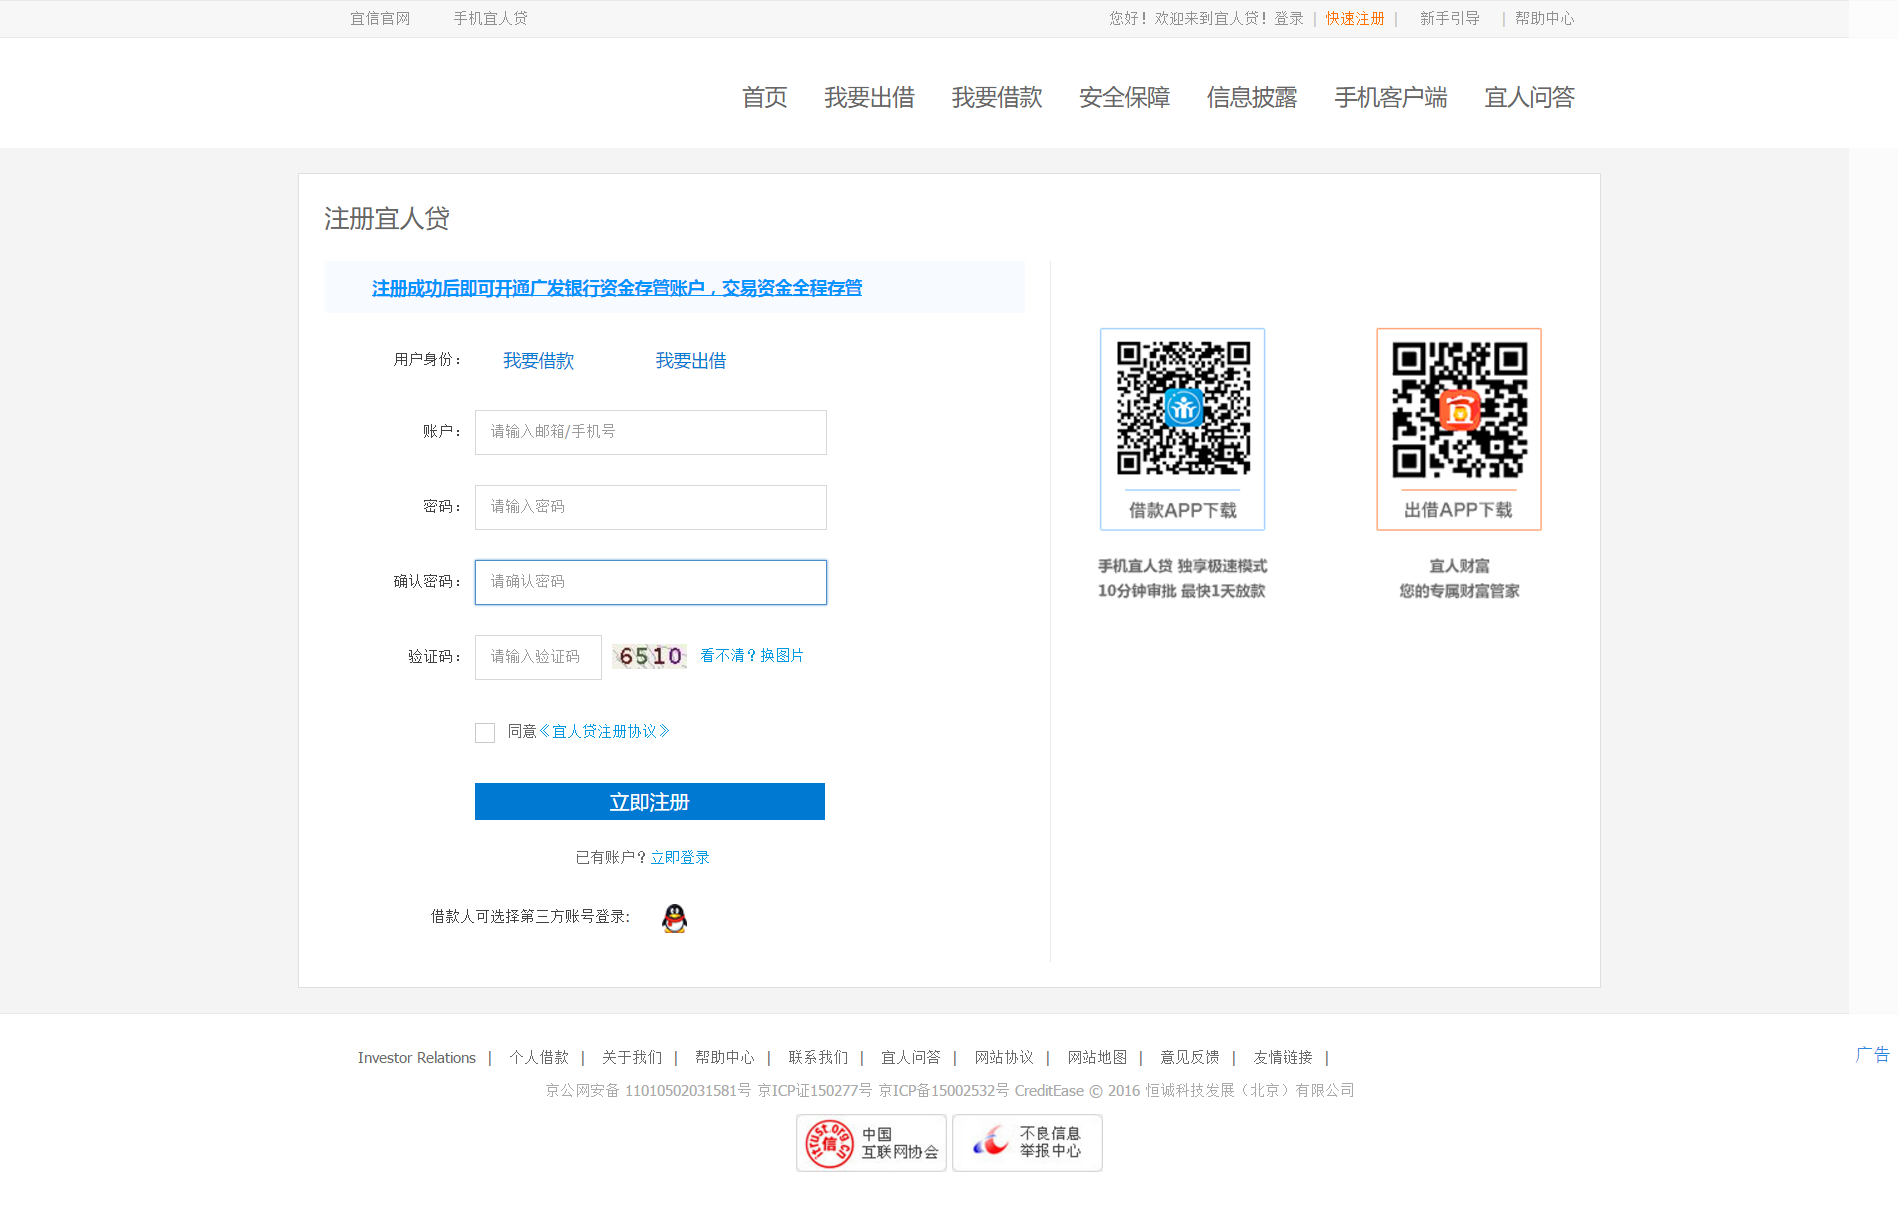 宜信官网 手机宜人贷 您好！欢迎来到宜人贷！登录 | 快速注册 | 新手引导 | 帮助中心
首页 我要出借 我要借款 安全保障 信息披露 手机客户端 宜人问答
注册宜人贷
注册成功后即可开通广发银行资金存管账户，交易资金全程存管
用户身份： 我要借款 我要出借
账户： 请输入邮箱/手机号
密码： 请输入密码
确认密码： 请确认密码
验证码： 请输入验证码 6510 看不清？换图片
同意《宜人贷注册协议》
立即注册
已有账户？立即登录
借款人可选择第三方账号登录:
借款APP下载
手机宜人贷 独享极速模式
10分钟审批 最快1天放款
宜
出借APP下载
宜人财富
您的专属财富管家
Investor Relations | 个人借款 | 关于我们 | 帮助中心 | 联系我们 | 宜人问答 | 网站协议 | 网站地图 | 意见反馈 | 友情链接 |
广告
京公网安备 11010502031581号 京ICP证150277号 京ICP备15002532号 CreditEase © 2016 恒诚科技发展（北京）有限公司
itrust.org.cn
信
中国
互联网协会
不良信息
举报中心